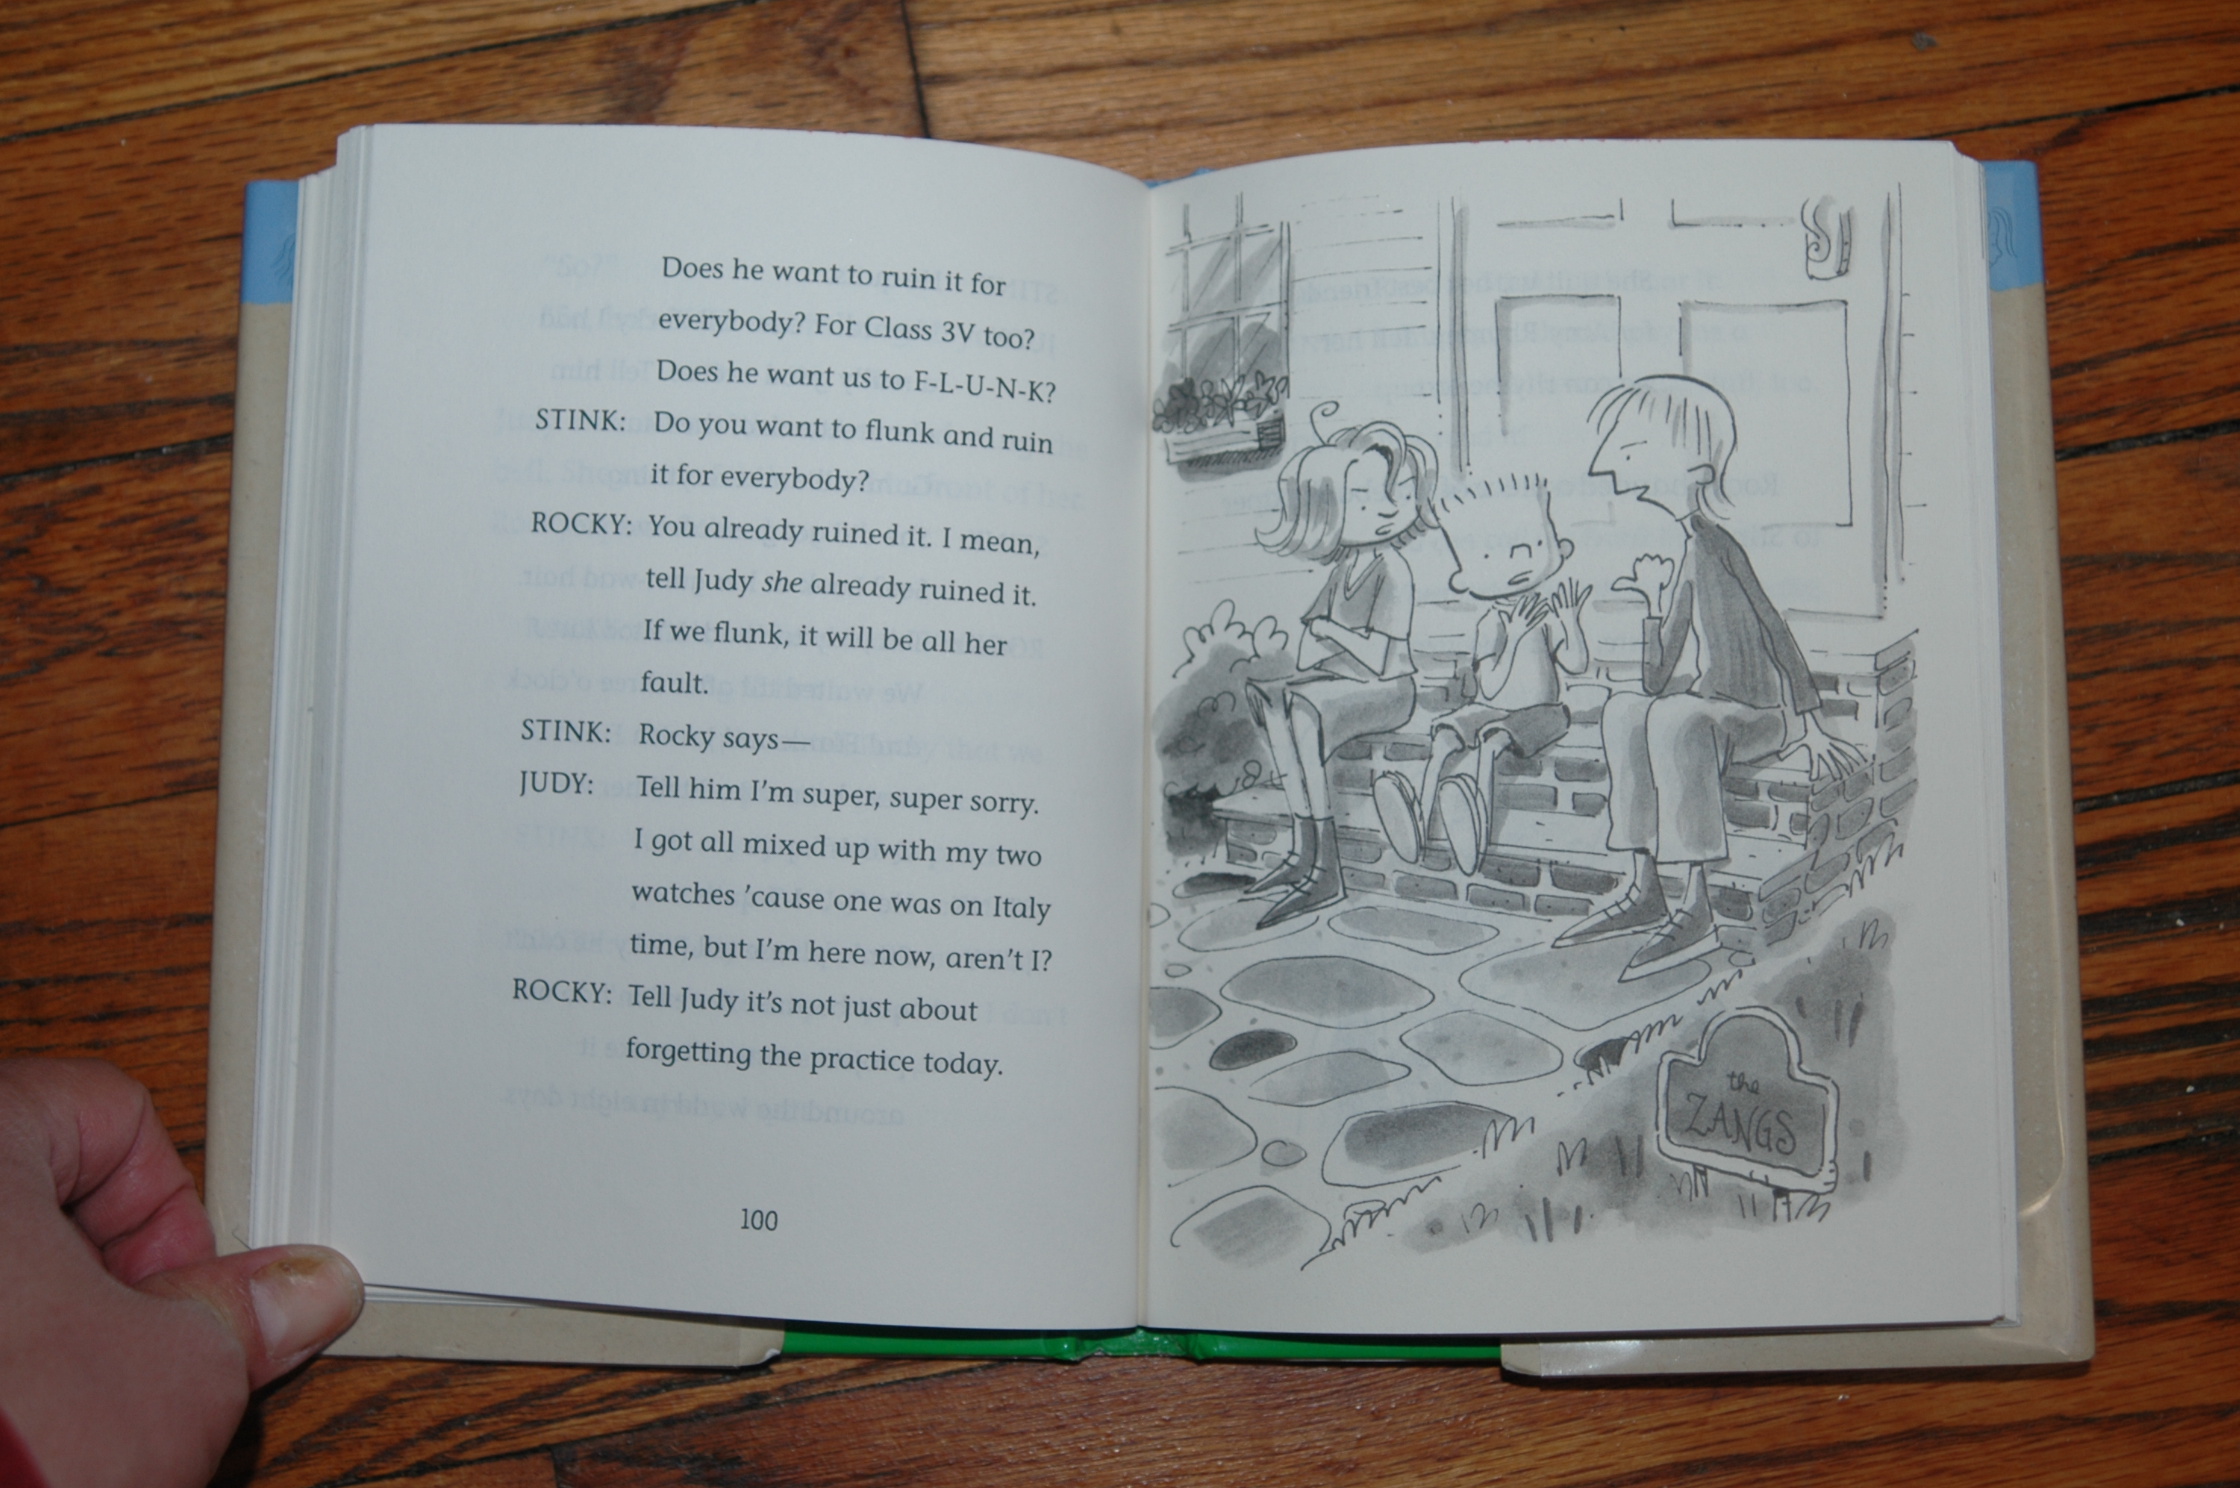 Does he want to ruin it for
everybody? For Class 3V too?
Does he want us to F-L-U-N-K?
STINK: Do you want to flunk and ruin
it for everybody?
ROCKY: You already ruined it. I mean,
tell Judy she already ruined it.
If we flunk, it will be all her
fault.
STINK: Rocky says—
JUDY: Tell him I'm super, super sorry.
I got all mixed up with my two
watches 'cause one was on Italy
time, but I'm here now, aren't I?
ROCKY: Tell Judy it's not just about
forgetting the practice today.
100
the
ZANGS